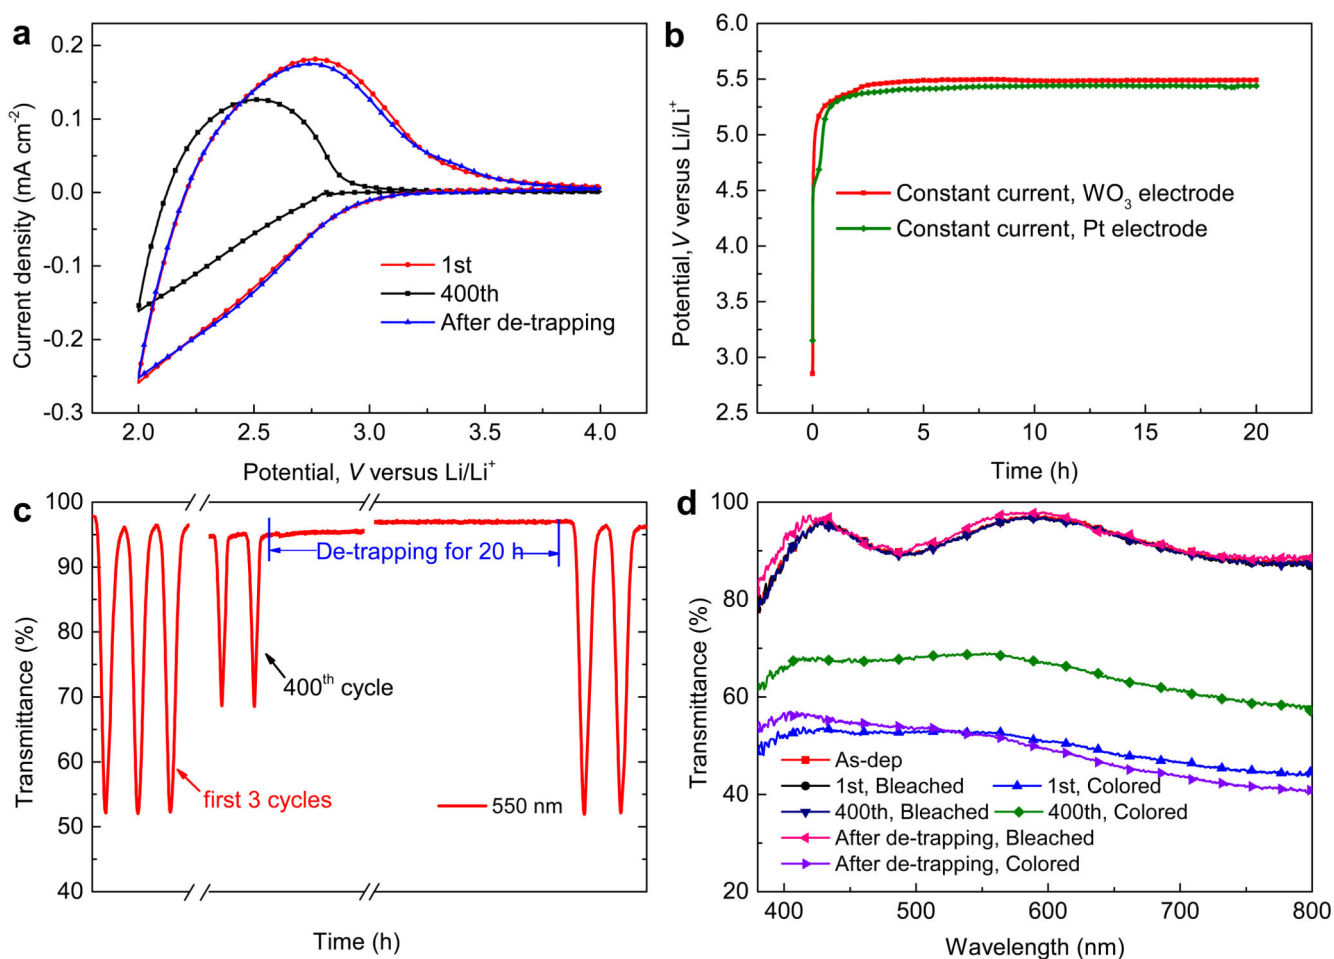 a
0.2
0.1
0.0
-0.1
-0.2
-0.3
Current density (mA cm-2)
1st
400th
After de-trapping
2.0 2.5 3.0 3.5 4.0
Potential, V versus Li/Li+
b
6.0
5.5
5.0
4.5
4.0
3.5
3.0
2.5
Potential, V versus Li/Li+
Constant current, WO3 electrode
Constant current, Pt electrode
0 5 10 15 20
Time (h)
c
100
90
80
70
60
50
40
Transmittance (%)
De-trapping for 20 h
400th cycle
first 3 cycles
550 nm
Time (h)
d
100
80
60
40
20
Transmittance (%)
As-dep
1st, Bleached 1st, Colored
400th, Bleached 400th, Colored
After de-trapping, Bleached
After de-trapping, Colored
400 500 600 700 800
Wavelength (nm)